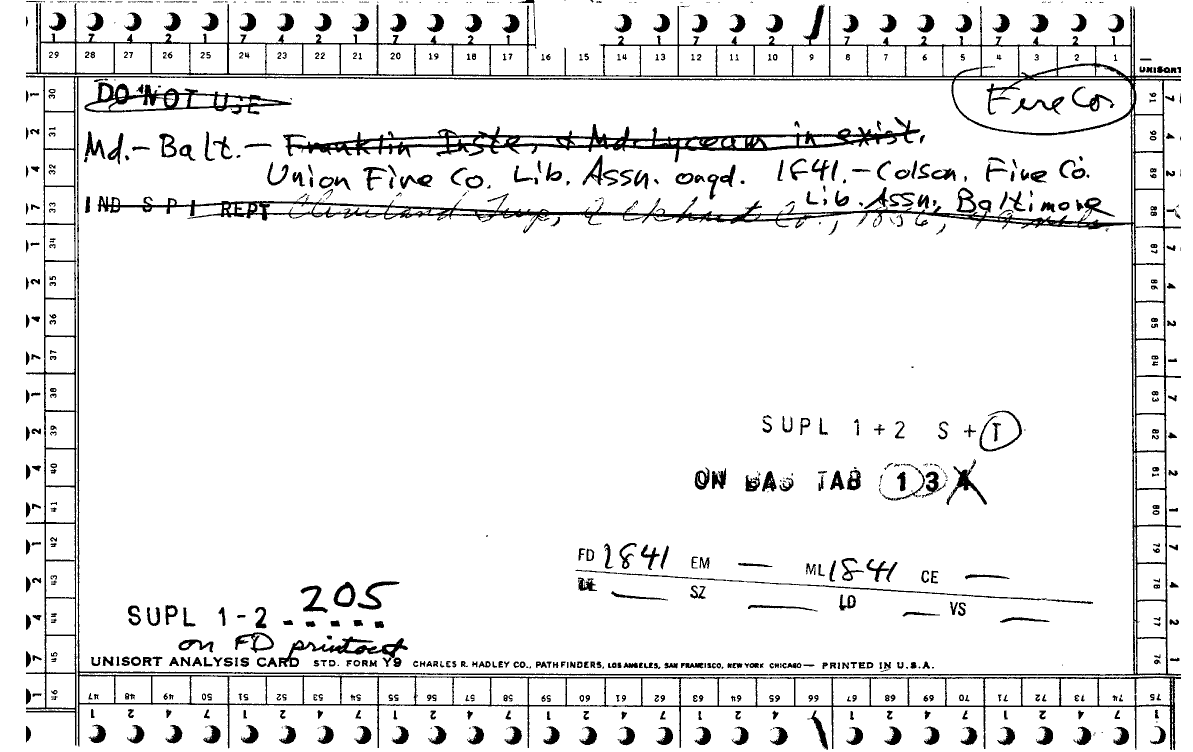 7 4 2 1 7 4 2 1 7 4 2 1 2 1 7 4 2 7 4 2 1 7 4 2 1
29 28 27 26 25 24 23 22 21 20 19 18 17 16 15 14 13 12 11 10 9 8 7 6 5 4 3 2 1
UNISORT
DO NOT USE
Fire Co.
Md. - Balt. - Franklin Inste, & Md. Lyceum in exist.
Union Fire Co. Lib. Assn. orgd. 1841. - Colson. Fire Co.
Lib. Assn., Baltimore
IND S P I REPT Cleveland Twp, Elkhart Co., 1856,
SUPL 1+2 S + T
ON BAS TAB 1 3 4
FD 1841 EM — ML 1841 CE —
SZ — LD — VS —
205
SUPL 1-2 - - - - -
on FD printout
UNISORT ANALYSIS CARD STD. FORM Y9 CHARLES R. HADLEY CO., PATHFINDERS, LOS ANGELES, SAN FRANCISCO, NEW YORK CHICAGO — PRINTED IN U.S.A.
30 31 32 33 34 35 36 37 38 39 40 41 42 43 44 45 46
91 90 89 88 87 86 85 84 83 82 81 80 79 78 77 76 75
47 48 49 50 51 52 53 54 55 56 57 58 59 60 61 62 63 64 65 66 67 68 69 70 71 72 73 74
1 2 4 7 1 2 4 7 1 2 4 7 1 2 4 7 1 2 4 7 1 2 4 7 1 2 4